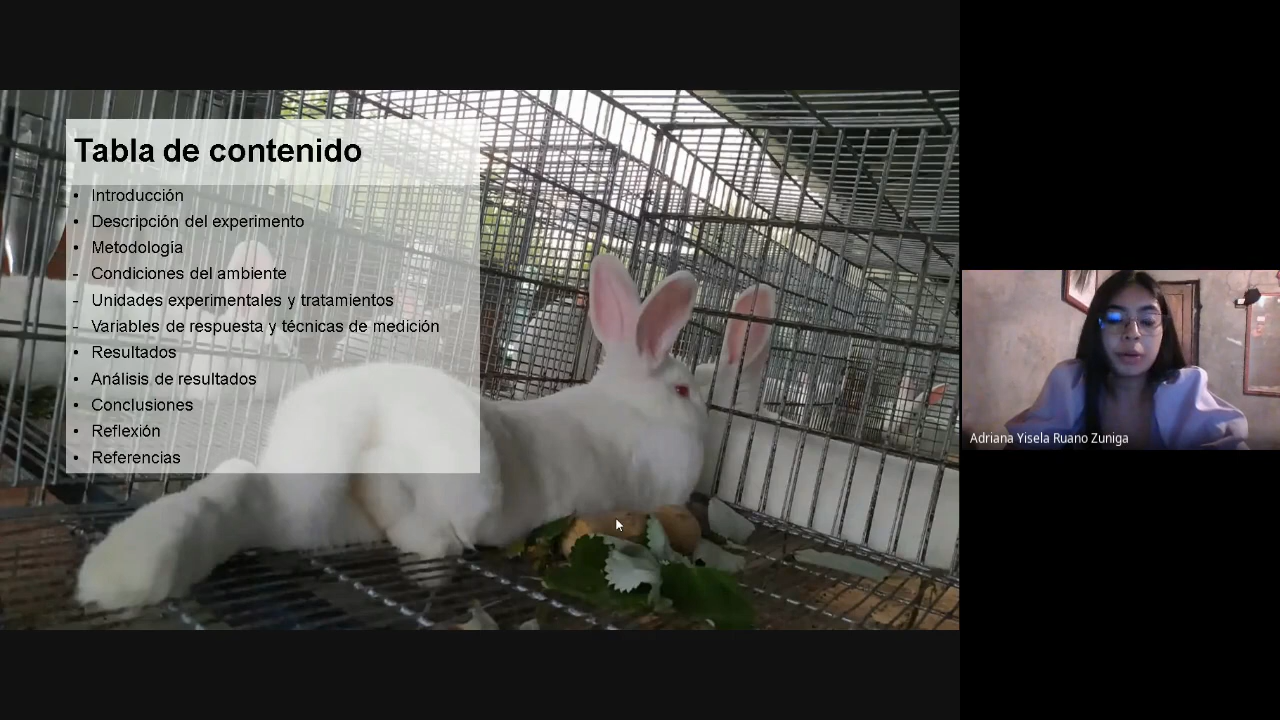 Tabla de contenido
• Introducción
• Descripción del experimento
• Metodología
- Condiciones del ambiente
- Unidades experimentales y tratamientos
- Variables de respuesta y técnicas de medición
• Resultados
• Análisis de resultados
• Conclusiones
• Reflexión
• Referencias
Adriana Yisela Ruano Zuniga